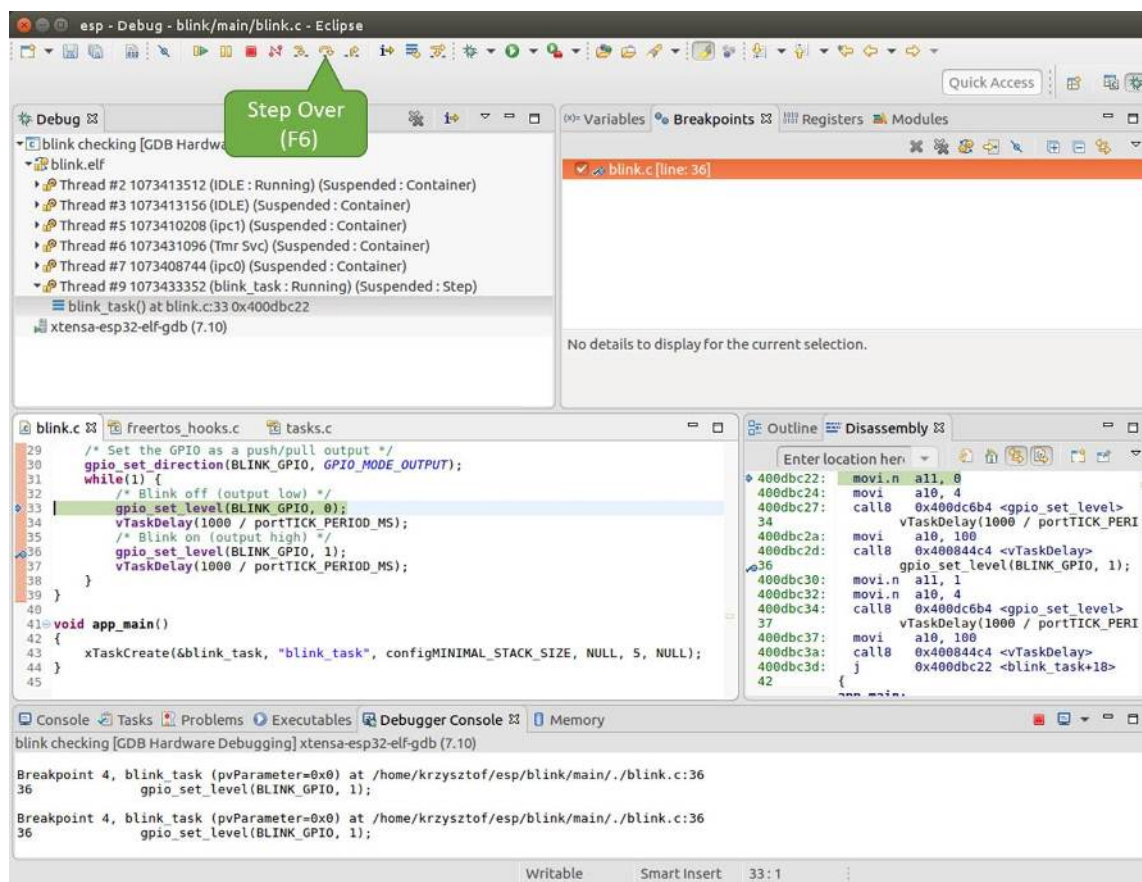 esp - Debug - blink/main/blink.c - Eclipse
Quick Access
Step Over
(F6)
Debug
blink checking [GDB Hardwa
blink.elf
Thread #2 1073413512 (IDLE : Running) (Suspended : Container)
Thread #3 1073413156 (IDLE) (Suspended : Container)
Thread #5 1073410208 (ipc1) (Suspended : Container)
Thread #6 1073431096 (Tmr Svc) (Suspended : Container)
Thread #7 1073408744 (ipc0) (Suspended : Container)
Thread #9 1073433352 (blink_task : Running) (Suspended : Step)
blink_task() at blink.c:33 0x400dbc22
xtensa-esp32-elf-gdb (7.10)
(x)= Variables Breakpoints Registers Modules
blink.c [line: 36]
No details to display for the current selection.
blink.c freertos_hooks.c tasks.c
29 /* Set the GPIO as a push/pull output */
30 gpio_set_direction(BLINK_GPIO, GPIO_MODE_OUTPUT);
31 while(1) {
32 /* Blink off (output low) */
33 gpio_set_level(BLINK_GPIO, 0);
34 vTaskDelay(1000 / portTICK_PERIOD_MS);
35 /* Blink on (output high) */
36 gpio_set_level(BLINK_GPIO, 1);
37 vTaskDelay(1000 / portTICK_PERIOD_MS);
38 }
39 }
40
41 void app_main()
42 {
43 xTaskCreate(&blink_task, "blink_task", configMINIMAL_STACK_SIZE, NULL, 5, NULL);
44 }
45
Outline Disassembly
Enter location her
400dbc22: movi.n a11, 0
400dbc24: movi a10, 4
400dbc27: call8 0x400dc6b4 <gpio_set_level>
34 vTaskDelay(1000 / portTICK_PERI
400dbc2a: movi a10, 100
400dbc2d: call8 0x400844c4 <vTaskDelay>
36 gpio_set_level(BLINK_GPIO, 1);
400dbc30: movi.n a11, 1
400dbc32: movi.n a10, 4
400dbc34: call8 0x400dc6b4 <gpio_set_level>
37 vTaskDelay(1000 / portTICK_PERI
400dbc37: movi a10, 100
400dbc3a: call8 0x400844c4 <vTaskDelay>
400dbc3d: j 0x400dbc22 <blink_task+18>
42 {
app_main:
Console Tasks Problems Executables Debugger Console Memory
blink checking [GDB Hardware Debugging] xtensa-esp32-elf-gdb (7.10)
Breakpoint 4, blink_task (pvParameter=0x0) at /home/krzysztof/esp/blink/main/./blink.c:36
36 gpio_set_level(BLINK_GPIO, 1);
Breakpoint 4, blink_task (pvParameter=0x0) at /home/krzysztof/esp/blink/main/./blink.c:36
36 gpio_set_level(BLINK_GPIO, 1);
Writable Smart Insert 33 : 1